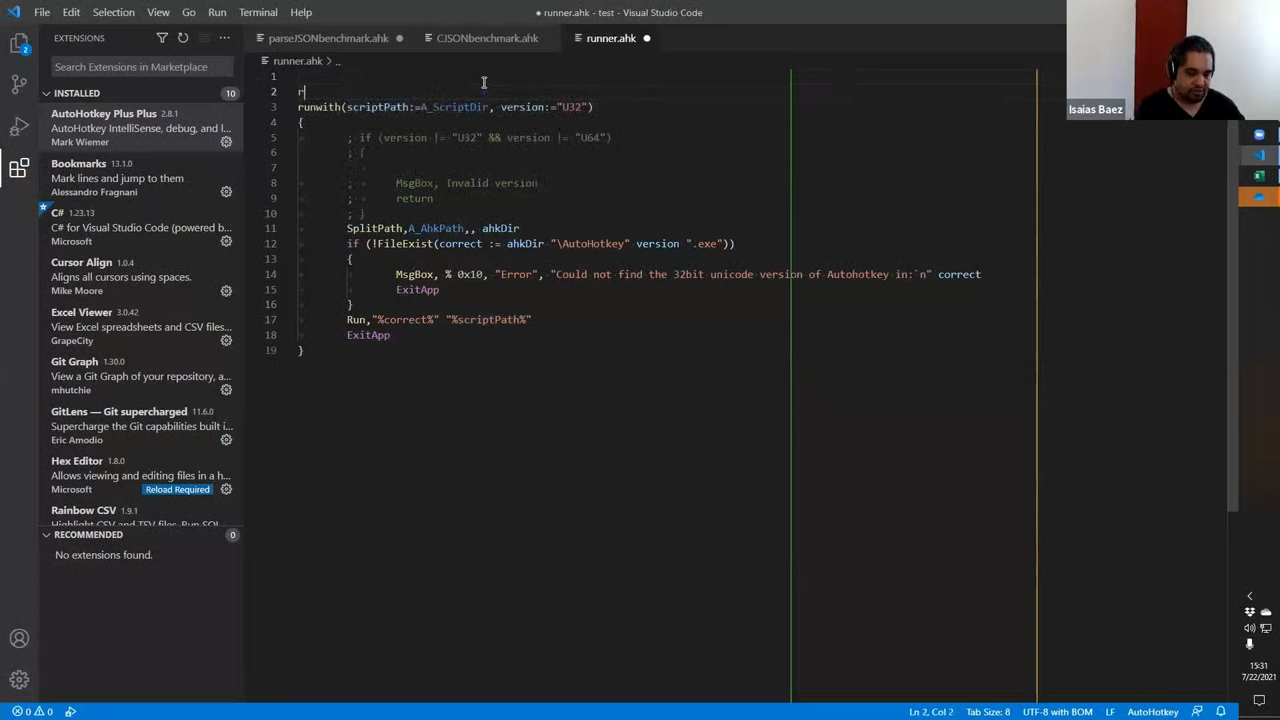 File Edit Selection View Go Run Terminal Help
● runner.ahk - test - Visual Studio Code
EXTENSIONS
parseJSONbenchmark.ahk
CJSONbenchmark.ahk
runner.ahk
Search Extensions in Marketplace
runner.ahk > ..
INSTALLED 10
AutoHotkey Plus Plus 2.8.1
AutoHotkey IntelliSense, debug, and l...
Mark Wiemer
Bookmarks 13.1.0
Mark lines and jump to them
Alessandro Fragnani
C# 1.23.13
C# for Visual Studio Code (powered b...
Microsoft
Cursor Align 1.0.4
Aligns all cursors using spaces.
Mike Moore
Excel Viewer 3.0.42
View Excel spreadsheets and CSV files...
GrapeCity
Git Graph 1.30.0
View a Git Graph of your repository, a...
mhutchie
GitLens — Git supercharged 11.6.0
Supercharge the Git capabilities built i...
Eric Amodio
Hex Editor 1.8.0
Allows viewing and editing files in a h...
Microsoft Reload Required
Rainbow CSV 1.9.1
Highlight CSV and TSV files, Run SQL
RECOMMENDED 0
No extensions found.
2
1
2 r
3 runwith(scriptPath:=A_ScriptDir, version:="U32")
4 {
5 ; if (version != "U32" && version != "U64")
6 ; {
7 ;
8 ; MsgBox, Invalid version
9 ; return
10 ; }
11 SplitPath,A_AhkPath,, ahkDir
12 if (!FileExist(correct := ahkDir "\AutoHotkey" version ".exe"))
13 {
14 MsgBox, % 0x10, "Error", "Could not find the 32bit unicode version of Autohotkey in:`n" correct
15 ExitApp
16 }
17 Run,"%correct%" "%scriptPath%"
18 ExitApp
19 }
Isaias Baez
15:31
7/22/2021
0 0
Ln 2, Col 2 Tab Size: 8 UTF-8 with BOM LF AutoHotkey